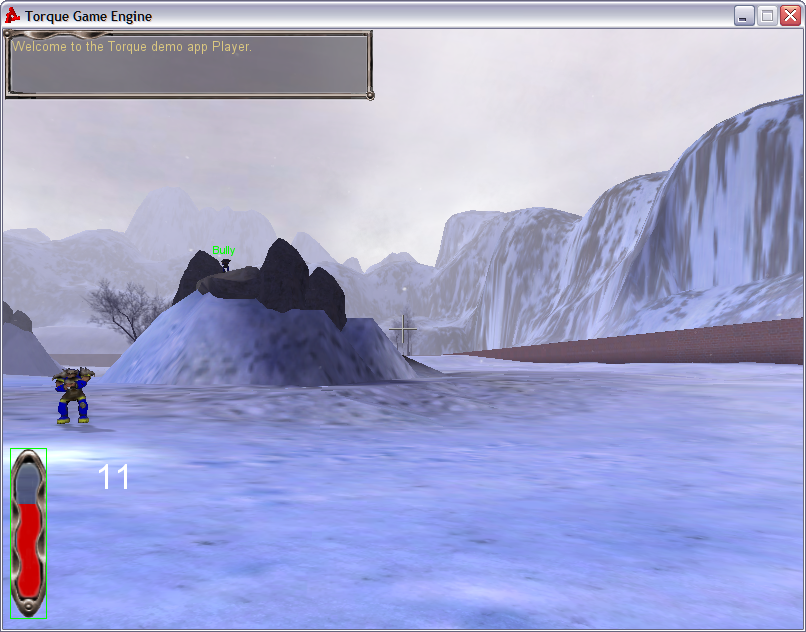 Torque Game Engine
Welcome to the Torque demo app Player.
Bully
11